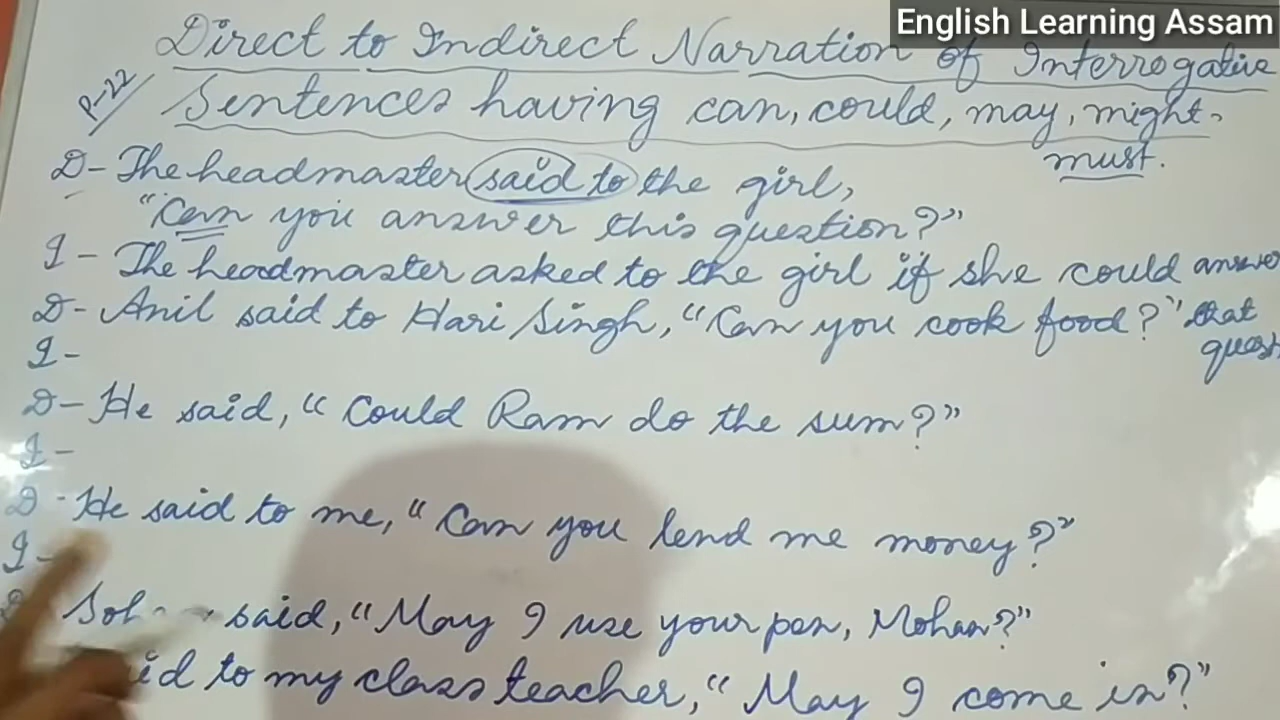 English Learning Assam
Direct to Indirect Narration of Interrogative
P-22
Sentences having can, could, may, might,
must.
D- The headmaster said to the girl,
"Can you answer this question?"
I- The headmaster asked to the girl if she could answer
D- Anil said to Hari Singh, "Can you cook food?" that
I-
D- He said, "Could Ram do the sum?"
I-
D- He said to me, "Can you lend me money?"
I-
said, "May I use your pen, Mohan?"
to my class teacher, "May I come in?"